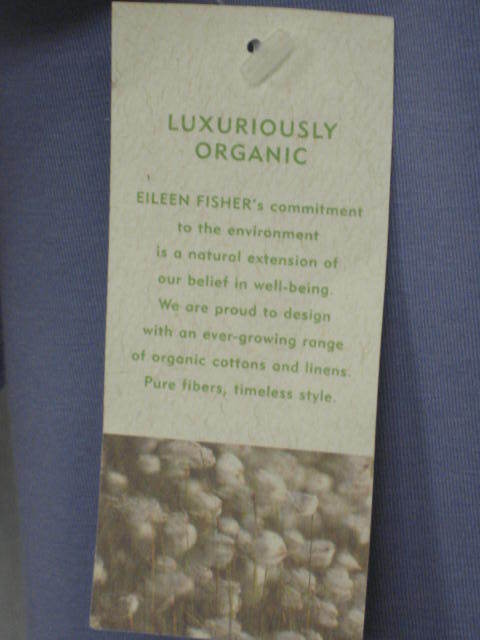 LUXURIOUSLY
ORGANIC
EILEEN FISHER's commitment
to the environment
is a natural extension of
our belief in well-being.
We are proud to design
with an ever-growing range
of organic cottons and linens.
Pure fibers, timeless style.